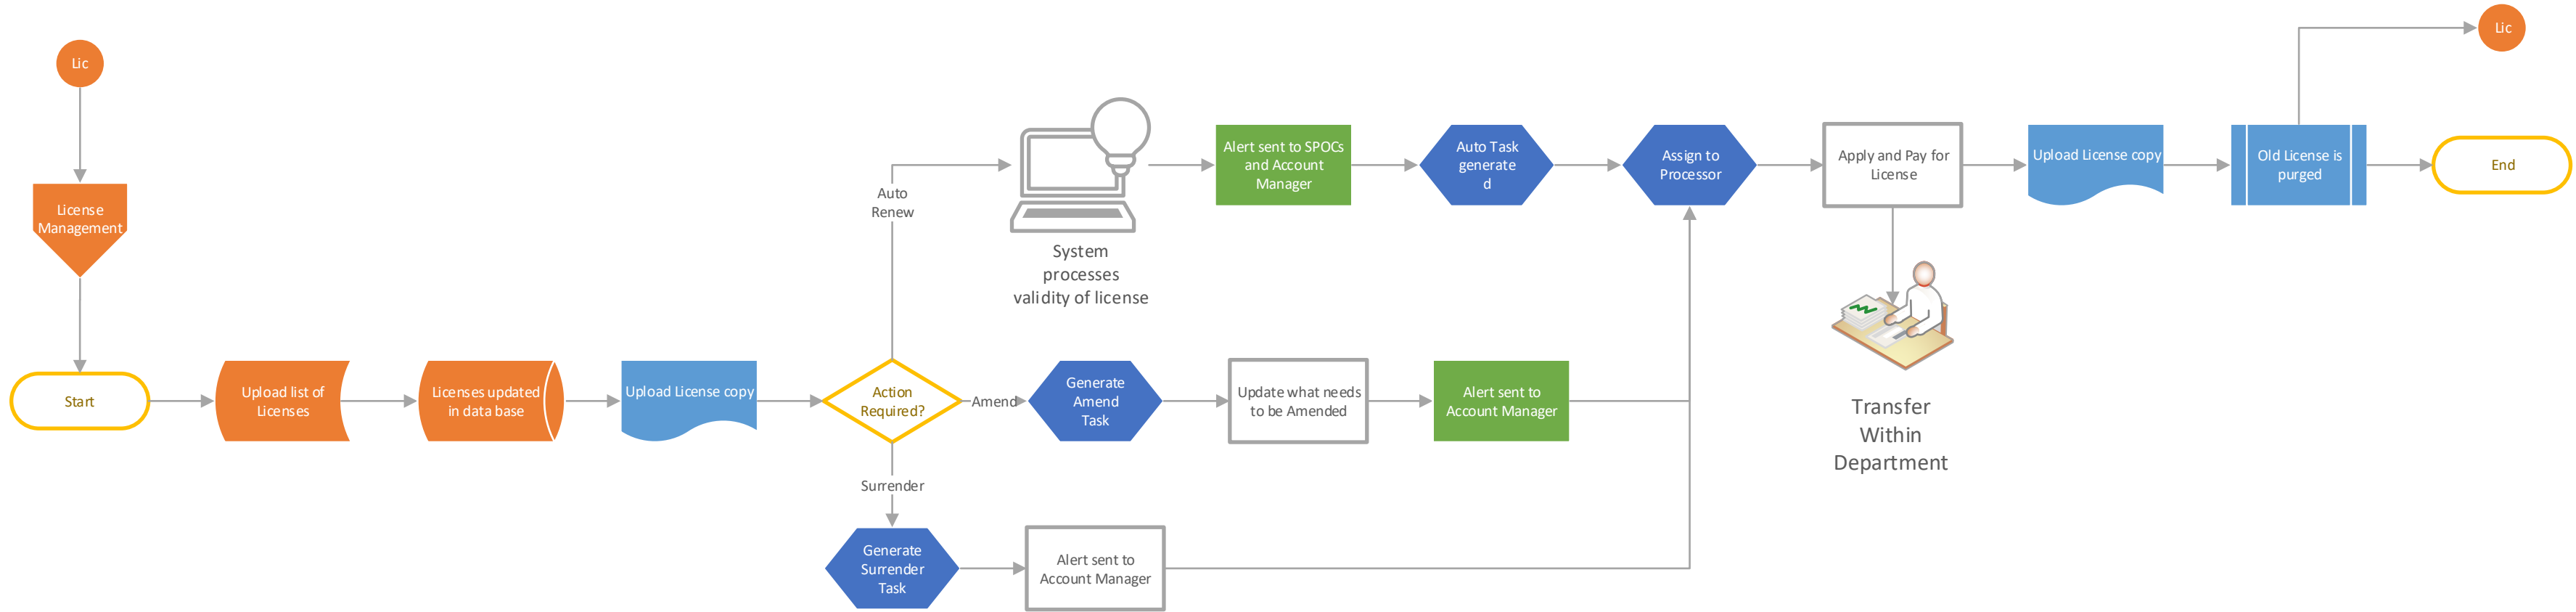 Lic
License
Management
Start
Upload list of
Licenses
Licenses updated
in data base
Upload License copy
Action
Required?
Auto
Renew
System
processes
validity of license
Alert sent to SPOCs
and Account
Manager
Auto Task
generate
d
Assign to
Processor
Apply and Pay for
License
Upload License copy
Old License is
purged
Lic
End
Transfer
Within
Department
Amend
Generate
Amend
Task
Update what needs
to be Amended
Alert sent to
Account Manager
Surrender
Generate
Surrender
Task
Alert sent to
Account Manager